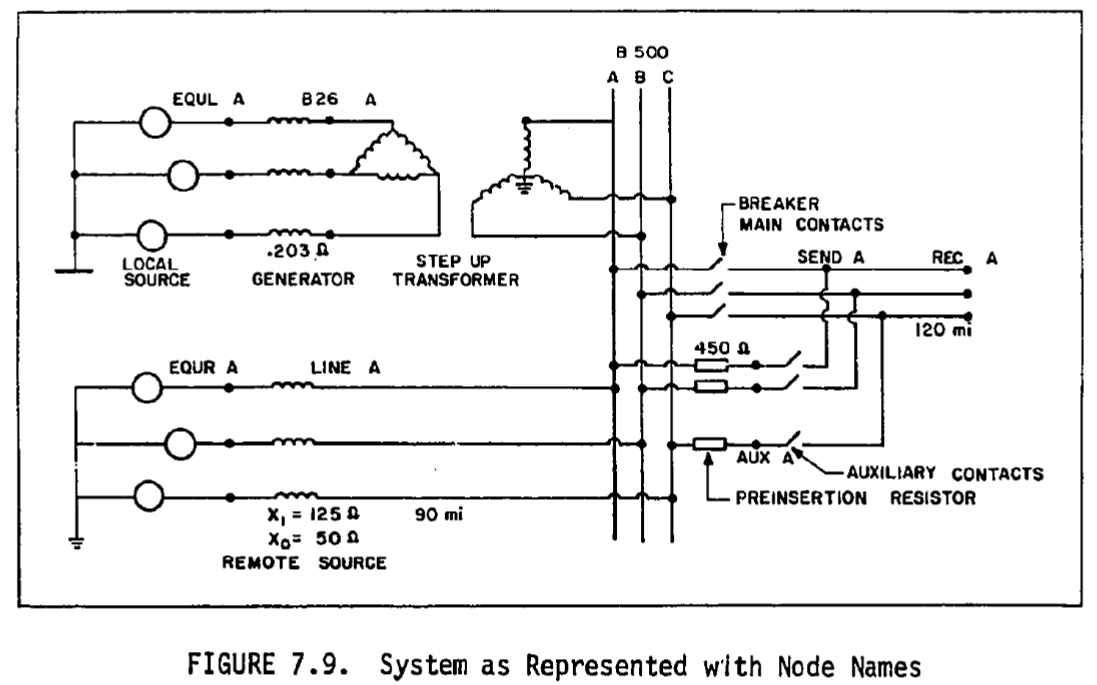 B 500
A B C
EQUL A
B26 A
BREAKER
MAIN CONTACTS
.203 Ω
LOCAL
SOURCE
GENERATOR
STEP UP
TRANSFORMER
SEND A
REC A
120 mi
450 Ω
EQUR A
LINE A
AUX A
AUXILIARY CONTACTS
PREINSERTION RESISTOR
X₁ = 125 Ω
90 mi
X₀= 50 Ω
REMOTE SOURCE
FIGURE 7.9. System as Represented with Node Names